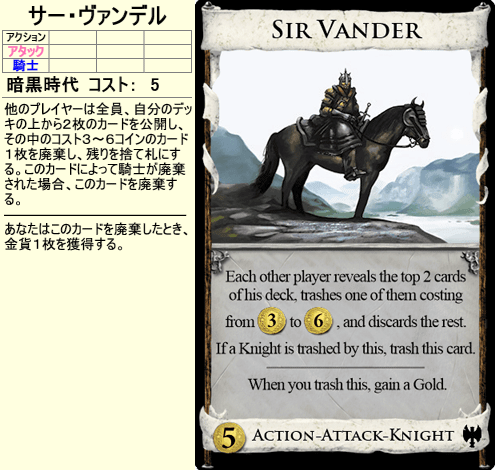 サー・ヴァンデル
アクション
アタック
騎士
暗黒時代 コスト: 5
他のプレイヤーは全員、自分のデッ
キの上から2枚のカードを公開し、
その中のコスト3～6コインのカード
1枚を廃棄し、残りを捨て札にす
る。このカードによって騎士が廃棄
された場合、このカードを廃棄す
る。
あなたはこのカードを廃棄したとき、
金貨1枚を獲得する。
SIR VANDER
Each other player reveals the top 2 cards
of his deck, trashes one of them costing
from 3 to 6 , and discards the rest.
If a Knight is trashed by this, trash this card.
When you trash this, gain a Gold.
5 ACTION-ATTACK-KNIGHT